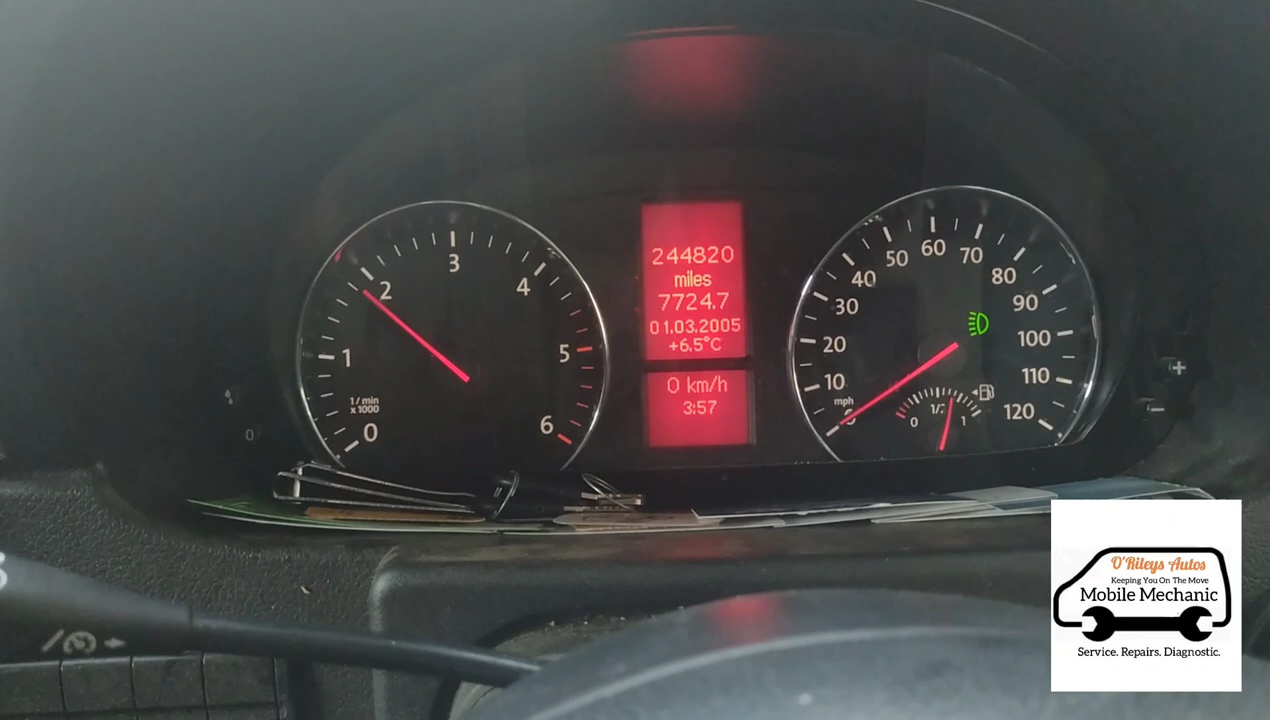 244820
miles
7724.7
01.03.2005
+6.5°C
0 km/h
3:57
0
1
2
3
4
5
6
1/min
x1000
10
20
30
40
50
60
70
80
90
100
110
120
mph
0 1/2 1
0
+
-
O'Rileys Autos
Keeping You On The Move
Mobile Mechanic
Service. Repairs. Diagnostic.